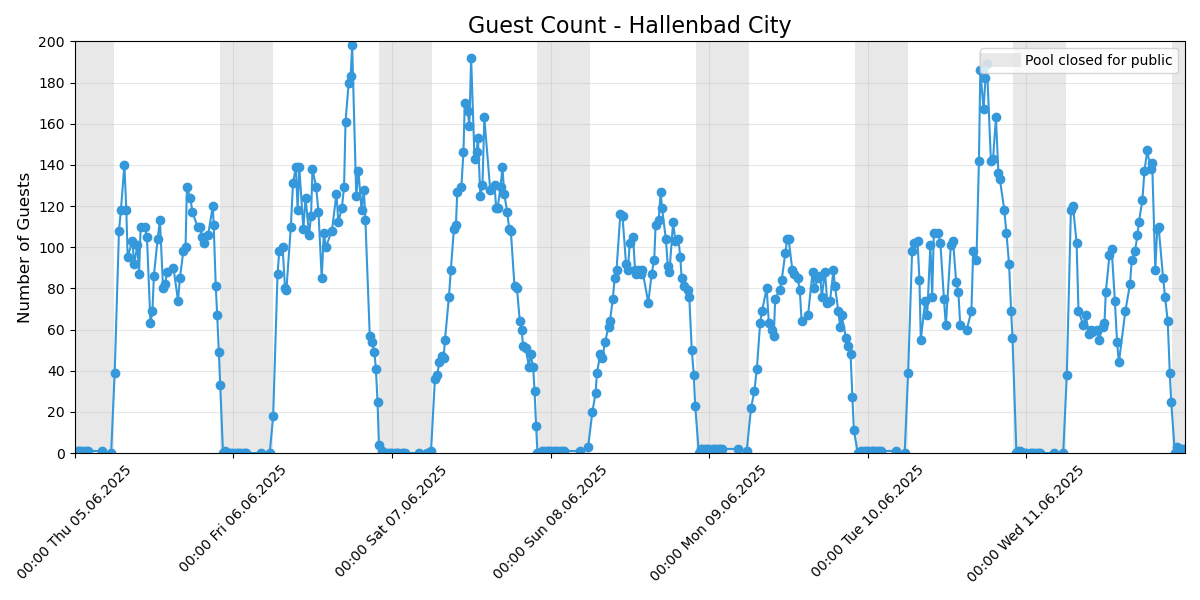 Guest Count - Hallenbad City
Pool closed for public
Number of Guests
200
180
160
140
120
100
80
60
40
20
0
00:00 Thu 05.06.2025
00:00 Fri 06.06.2025
00:00 Sat 07.06.2025
00:00 Sun 08.06.2025
00:00 Mon 09.06.2025
00:00 Tue 10.06.2025
00:00 Wed 11.06.2025